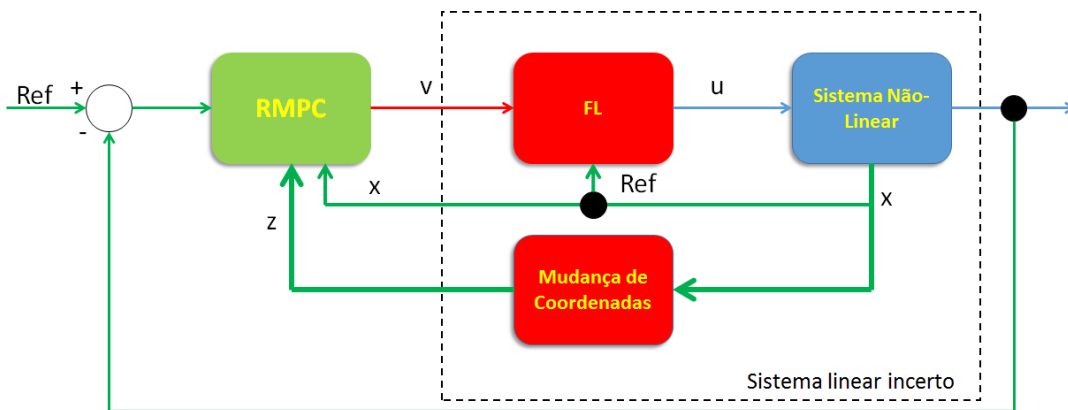 Ref
+
-
RMPC
v
FL
u
Sistema Não-
Linear
x
Ref
x
z
Mudança de
Coordenadas
Sistema linear incerto